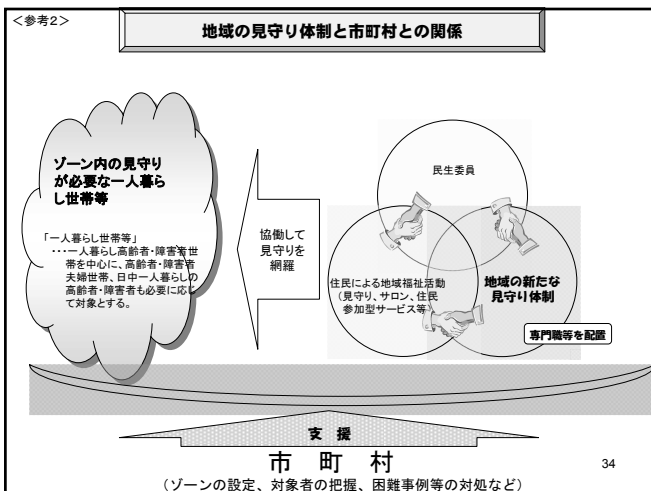 <参考2>
地域の見守り体制と市町村との関係
ゾーン内の見守り
が必要な一人暮ら
し世帯等
「一人暮らし世帯等」
・・・一人暮らし高齢者・障害者世
帯を中心に、高齢者・障害者
夫婦世帯、日中一人暮らしの
高齢者・障害者も必要に応じ
て対象とする。
協働して
見守りを
網羅
民生委員
住民による地域福祉活動
(見守り、サロン、住民
参加型サービス等
地域の新たな
見守り体制
専門職等を配置
支 援
市 町 村
(ゾーンの設定、対象者の把握、困難事例等の対処など)
34